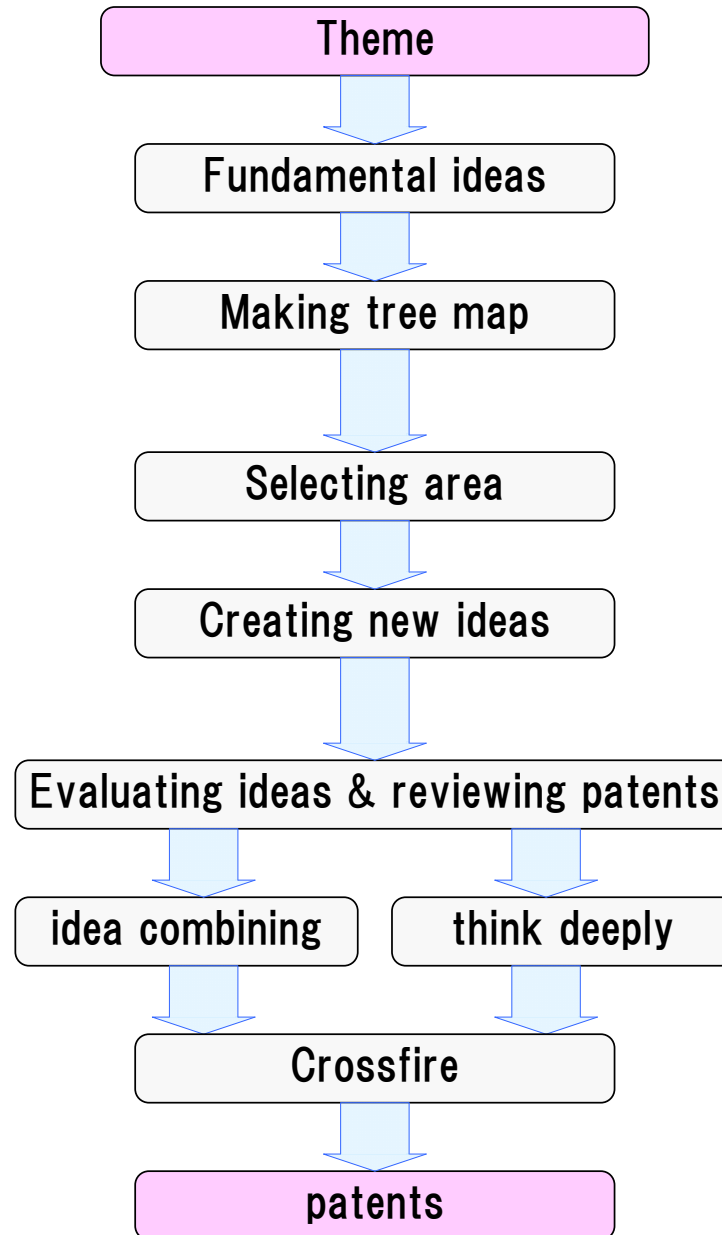 Theme
Fundamental ideas
Making tree map
Selecting area
Creating new ideas
Evaluating ideas & reviewing patents
idea combining
think deeply
Crossfire
patents